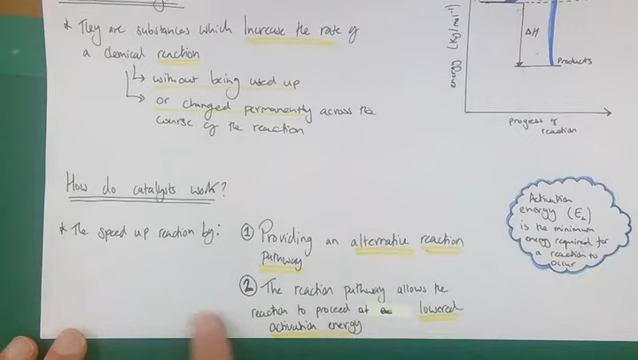 * They are substances which Increase the rate of
a chemical reaction
↳ without being used up
↳ or changed permanently across the
course of the reaction
energy (KJ/mol⁻¹)
ΔH
Products
progress of
reaction
How do catalysts work?
* The speed up reaction by:
① Providing an alternative reaction
pathway
② The reaction pathway allows the
reaction to proceed at lowered
activation energy
Activation
energy (Ea)
is the minimum
energy required for
a reaction to
occur